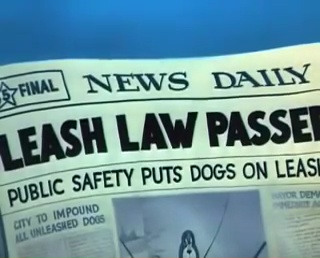 5 FINAL
NEWS DAILY
LEASH LAW PASSE
PUBLIC SAFETY PUTS DOGS ON LEAS
CITY TO IMPOUND
ALL UNLEASHED DOGS
MAYOR DEMA